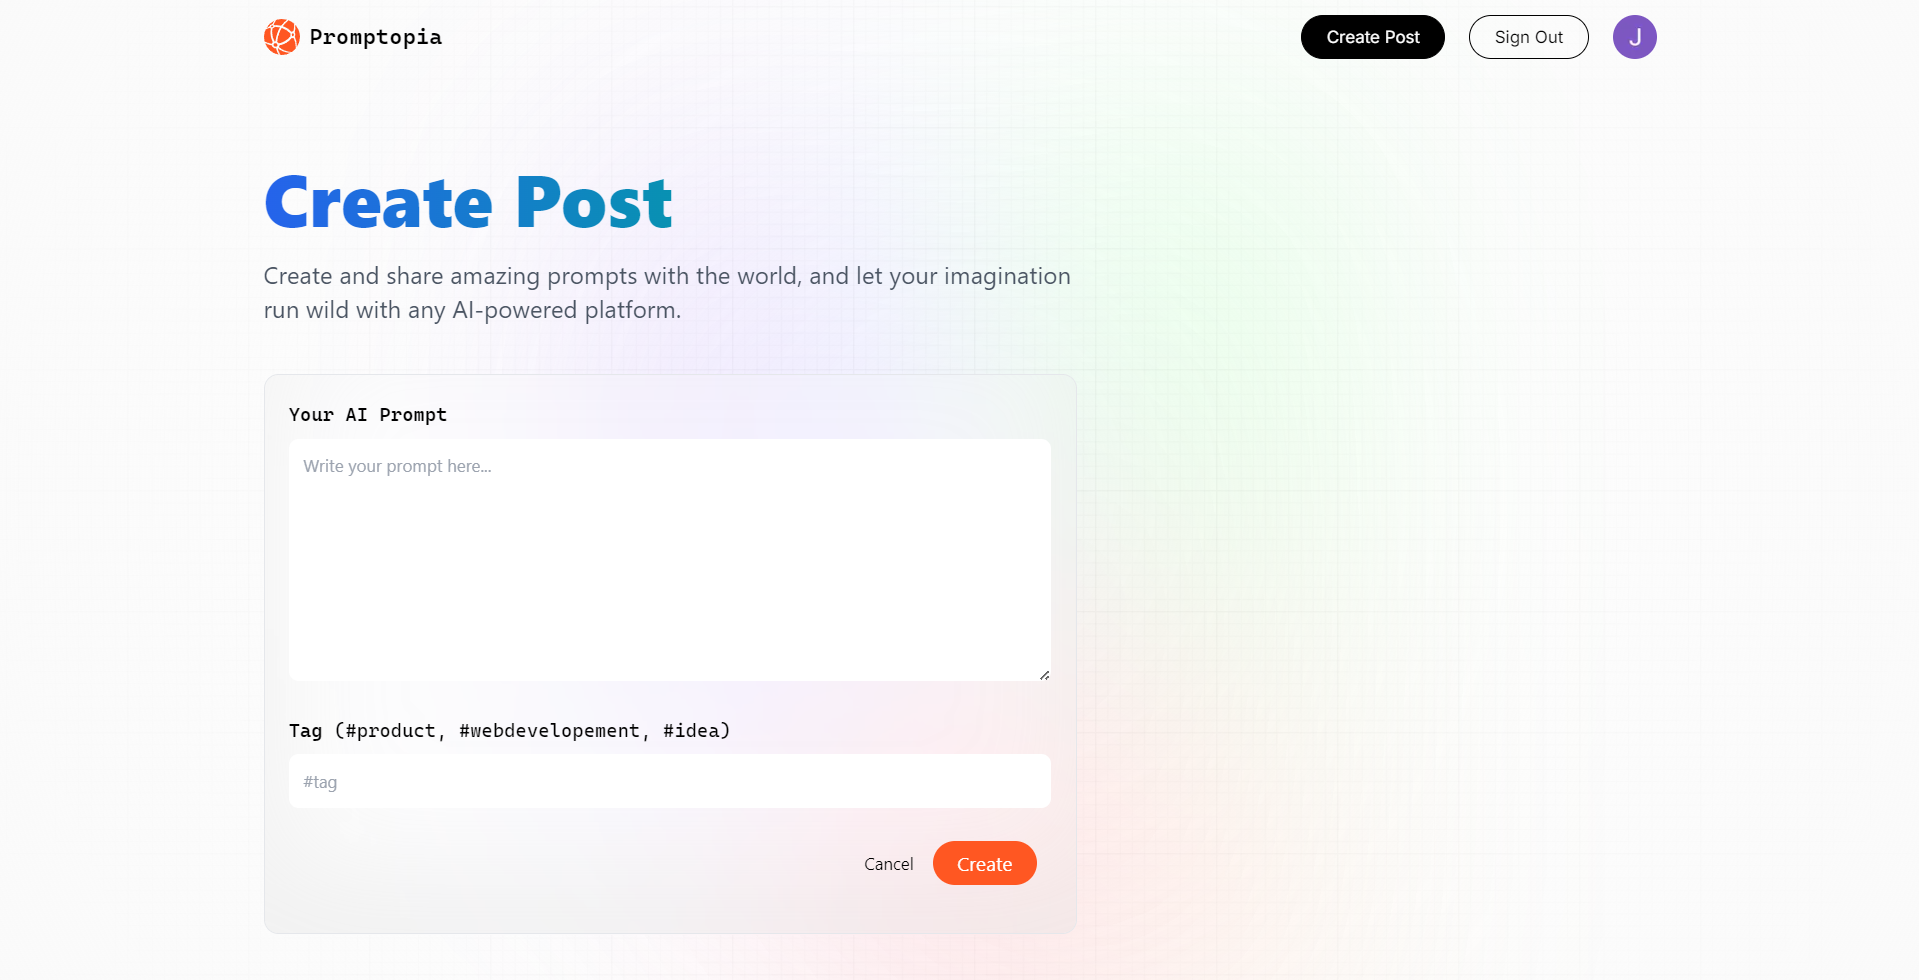 Promptopia
Create Post
Sign Out
J
Create Post
Create and share amazing prompts with the world, and let your imagination
run wild with any AI-powered platform.
Your AI Prompt
Write your prompt here...
Tag (#product, #webdevelopement, #idea)
#tag
Cancel
Create